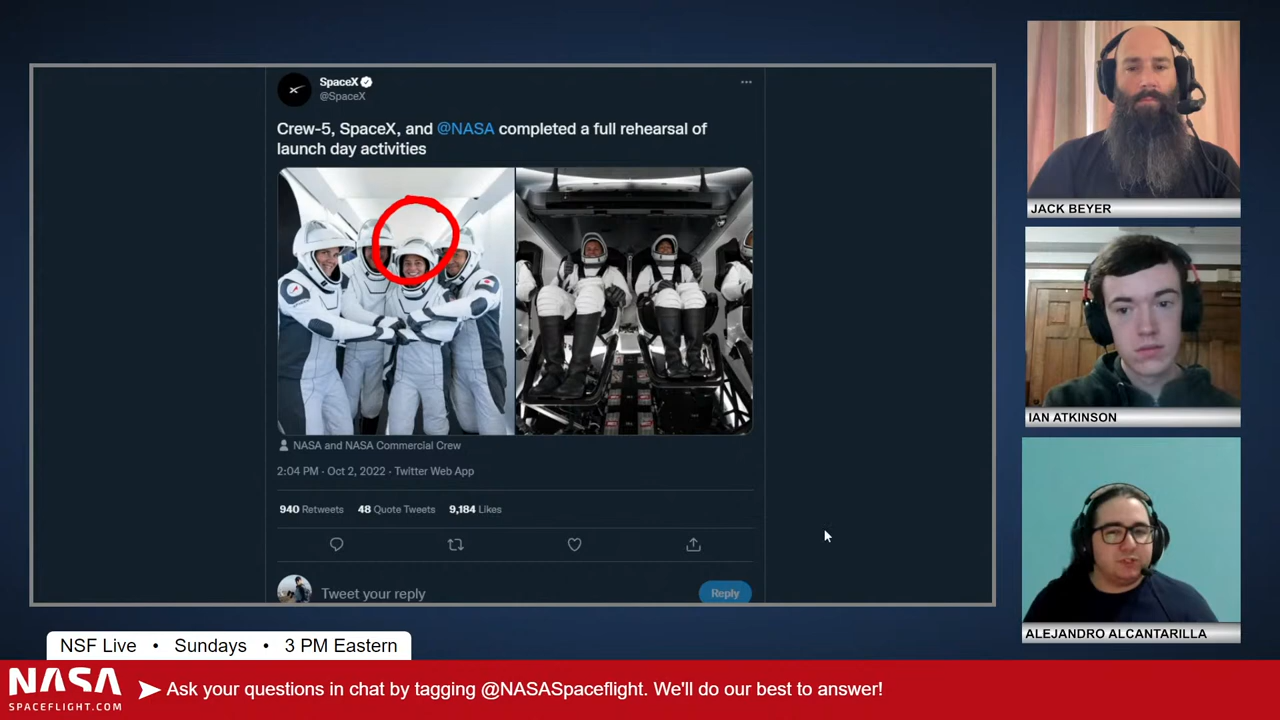 SpaceX
@SpaceX
Crew-5, SpaceX, and @NASA completed a full rehearsal of
launch day activities
NASA and NASA Commercial Crew
2:04 PM · Oct 2, 2022 · Twitter Web App
940 Retweets 48 Quote Tweets 9,184 Likes
Tweet your reply
Reply
JACK BEYER
IAN ATKINSON
ALEJANDRO ALCANTARILLA
NSF Live • Sundays • 3 PM Eastern
NASA
SPACEFLIGHT.COM
Ask your questions in chat by tagging @NASASpaceflight. We'll do our best to answer!